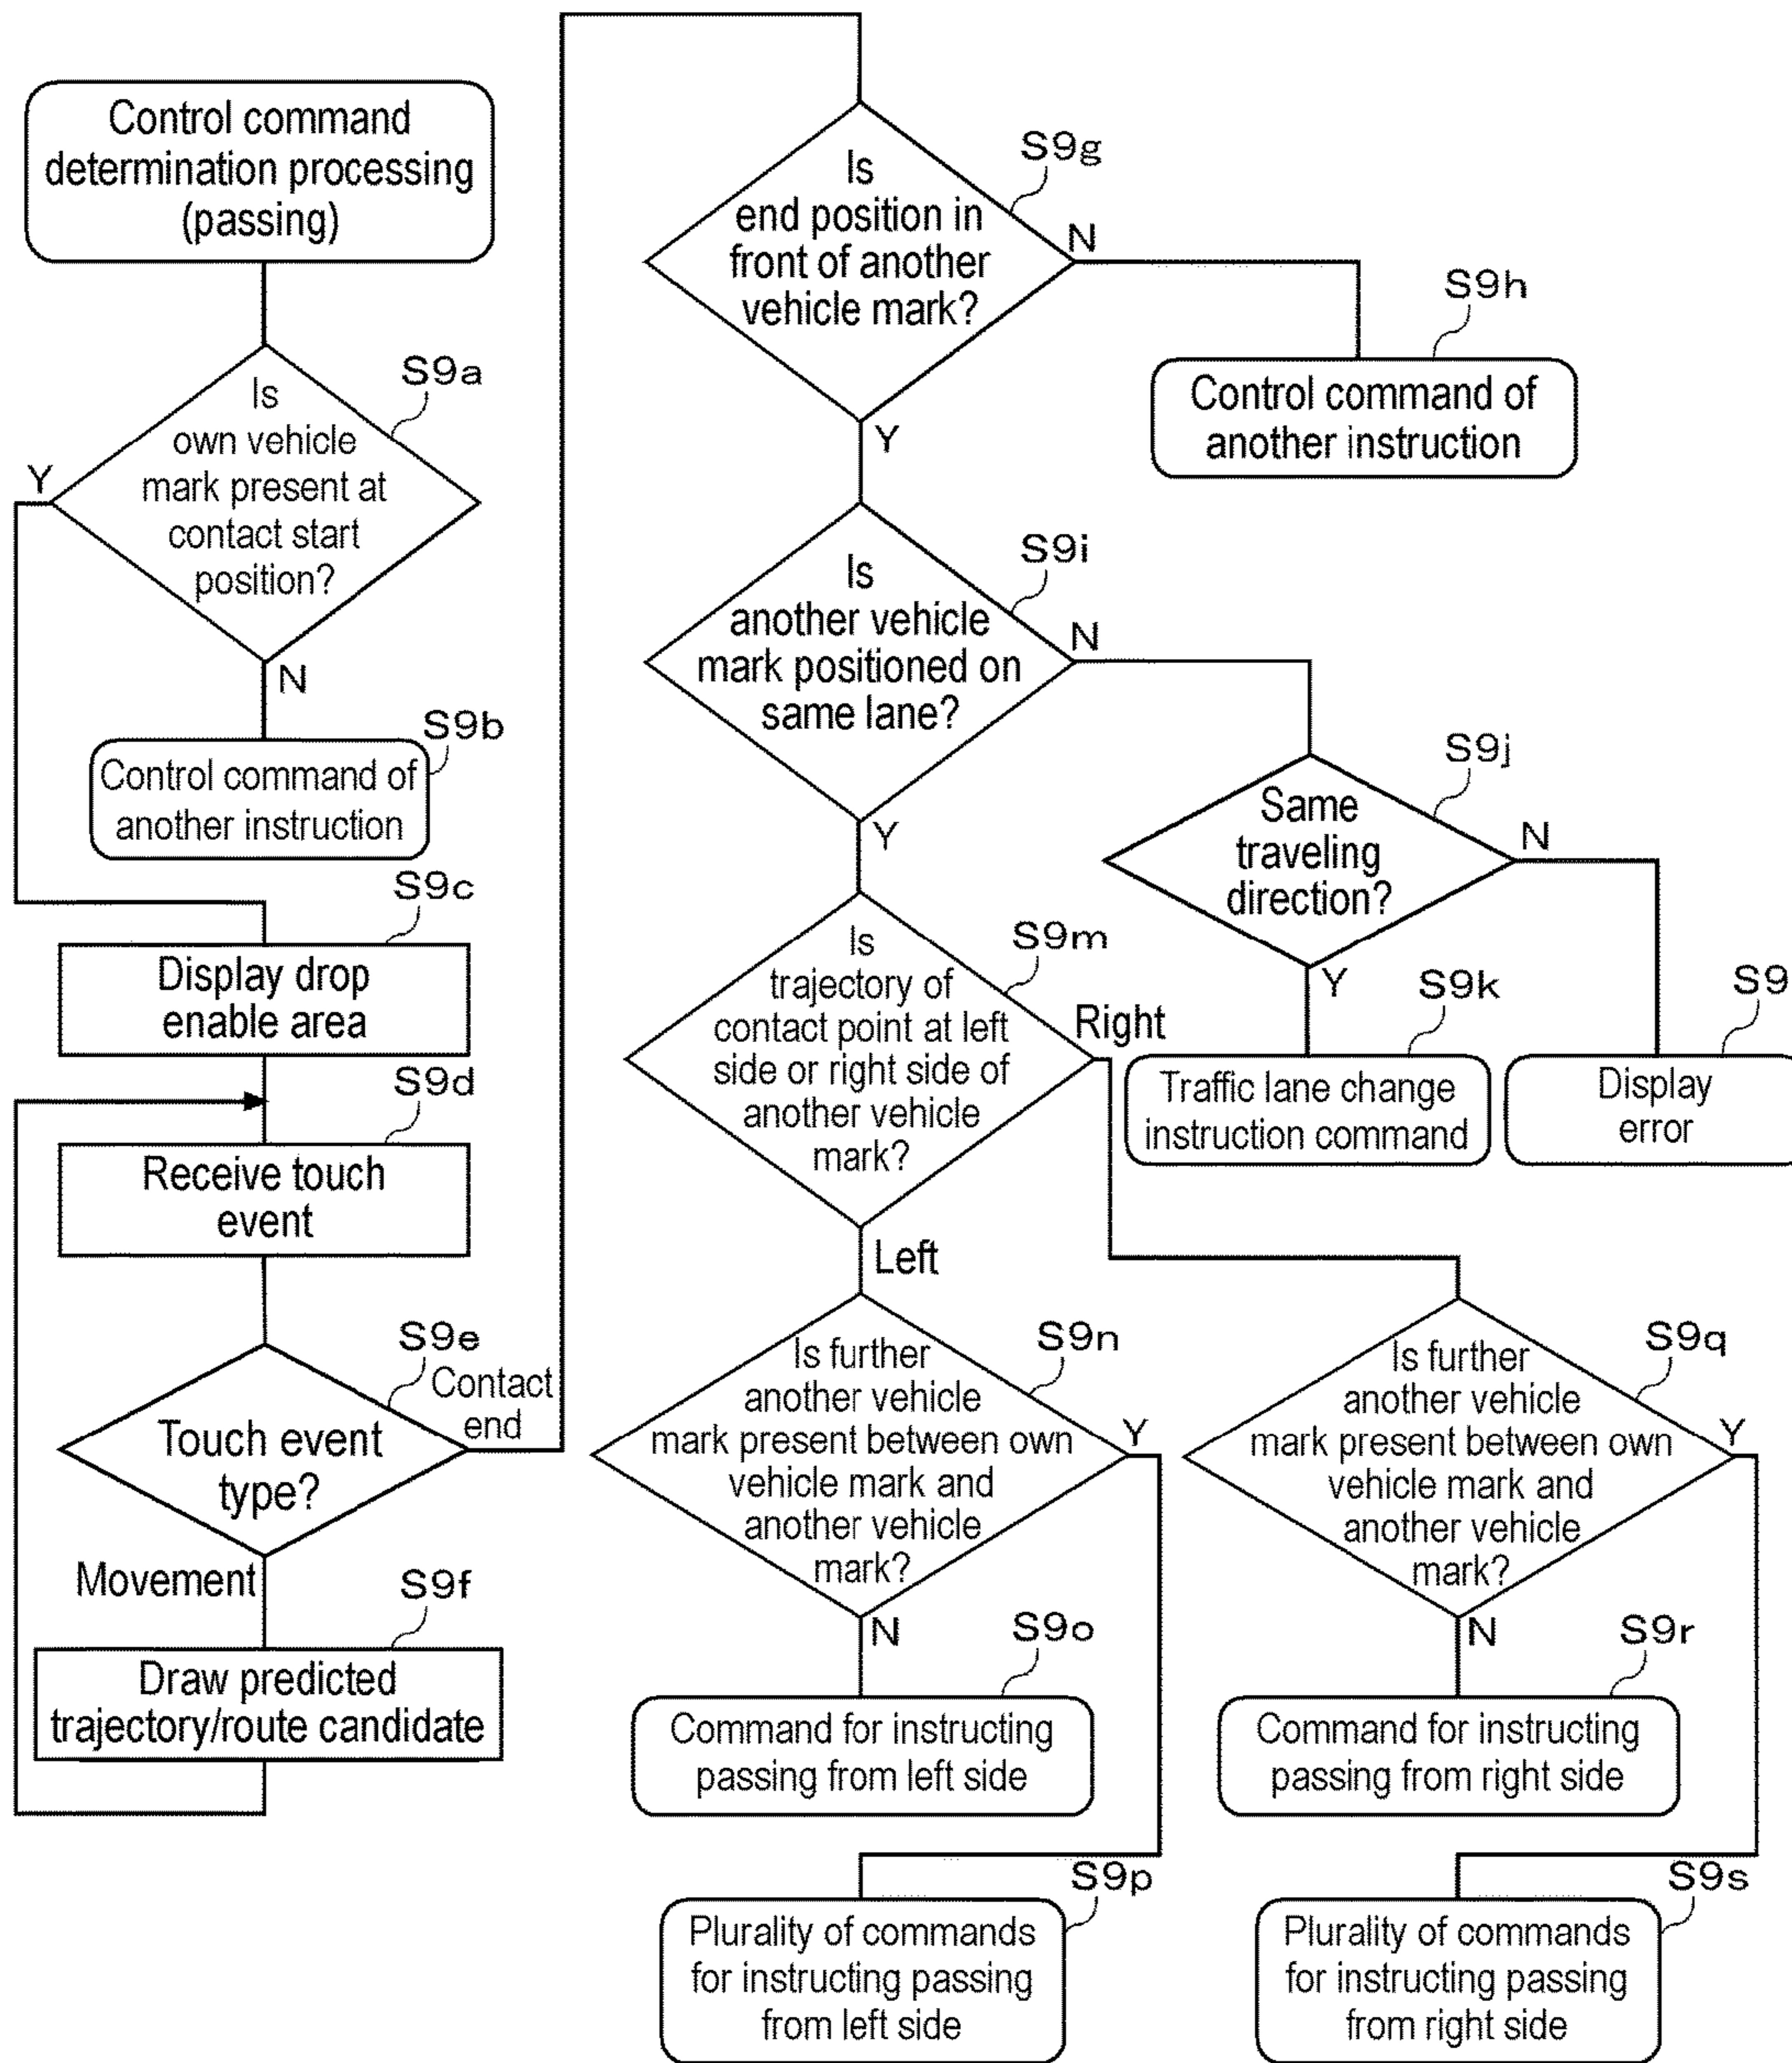 Control command
determination processing
(passing)
S9a
Is
own vehicle
mark present at
contact start
position?
Y
N
S9b
Control command of
another instruction
S9c
Display drop
enable area
S9d
Receive touch
event
S9e
Touch event
type?
Contact
end
Movement
S9f
Draw predicted
trajectory/route candidate
S9g
Is
end position in
front of another
vehicle mark?
N
Y
S9h
Control command of
another instruction
S9i
Is
another vehicle
mark positioned on
same lane?
N
Y
S9j
Same
traveling
direction?
N
Y
S9k
Traffic lane change
instruction command
S9
Display
error
S9m
Is
trajectory of
contact point at left
side or right side of
another vehicle
mark?
Right
Left
S9n
Is further
another vehicle
mark present between own
vehicle mark and
another vehicle
mark?
Y
N
S9o
Command for instructing
passing from left side
S9p
Plurality of commands
for instructing passing
from left side
S9q
Is further
another vehicle
mark present between own
vehicle mark and
another vehicle
mark?
Y
N
S9r
Command for instructing
passing from right side
S9s
Plurality of commands
for instructing passing
from right side